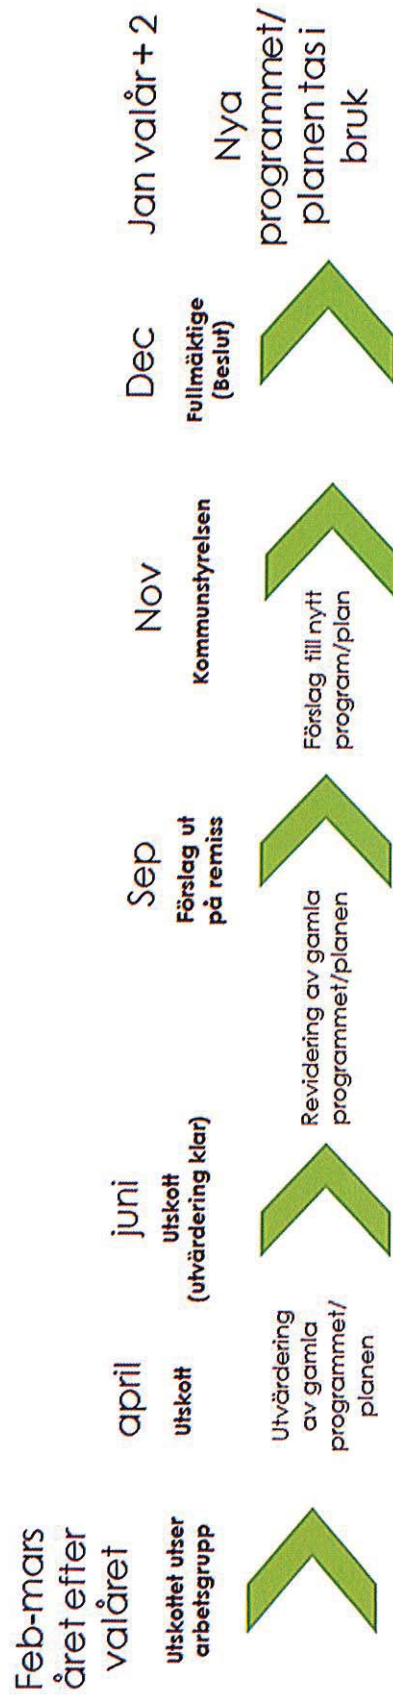 Feb-mars
året efter
valåret
Utskottet utser
arbetsgrupp
april
Utskott
Utvärdering
av gamla
programmet/
planen
juni
Utskott
(utvärdering klar)
Revidering av gamla
programmet/planen
Sep
Förslag ut
på remiss
Förslag till nytt
program/plan
Nov
Kommunstyrelsen
Dec
Fullmäktige
(Beslut)
Jan valår + 2
Nya
programmet/
planen tas i
bruk